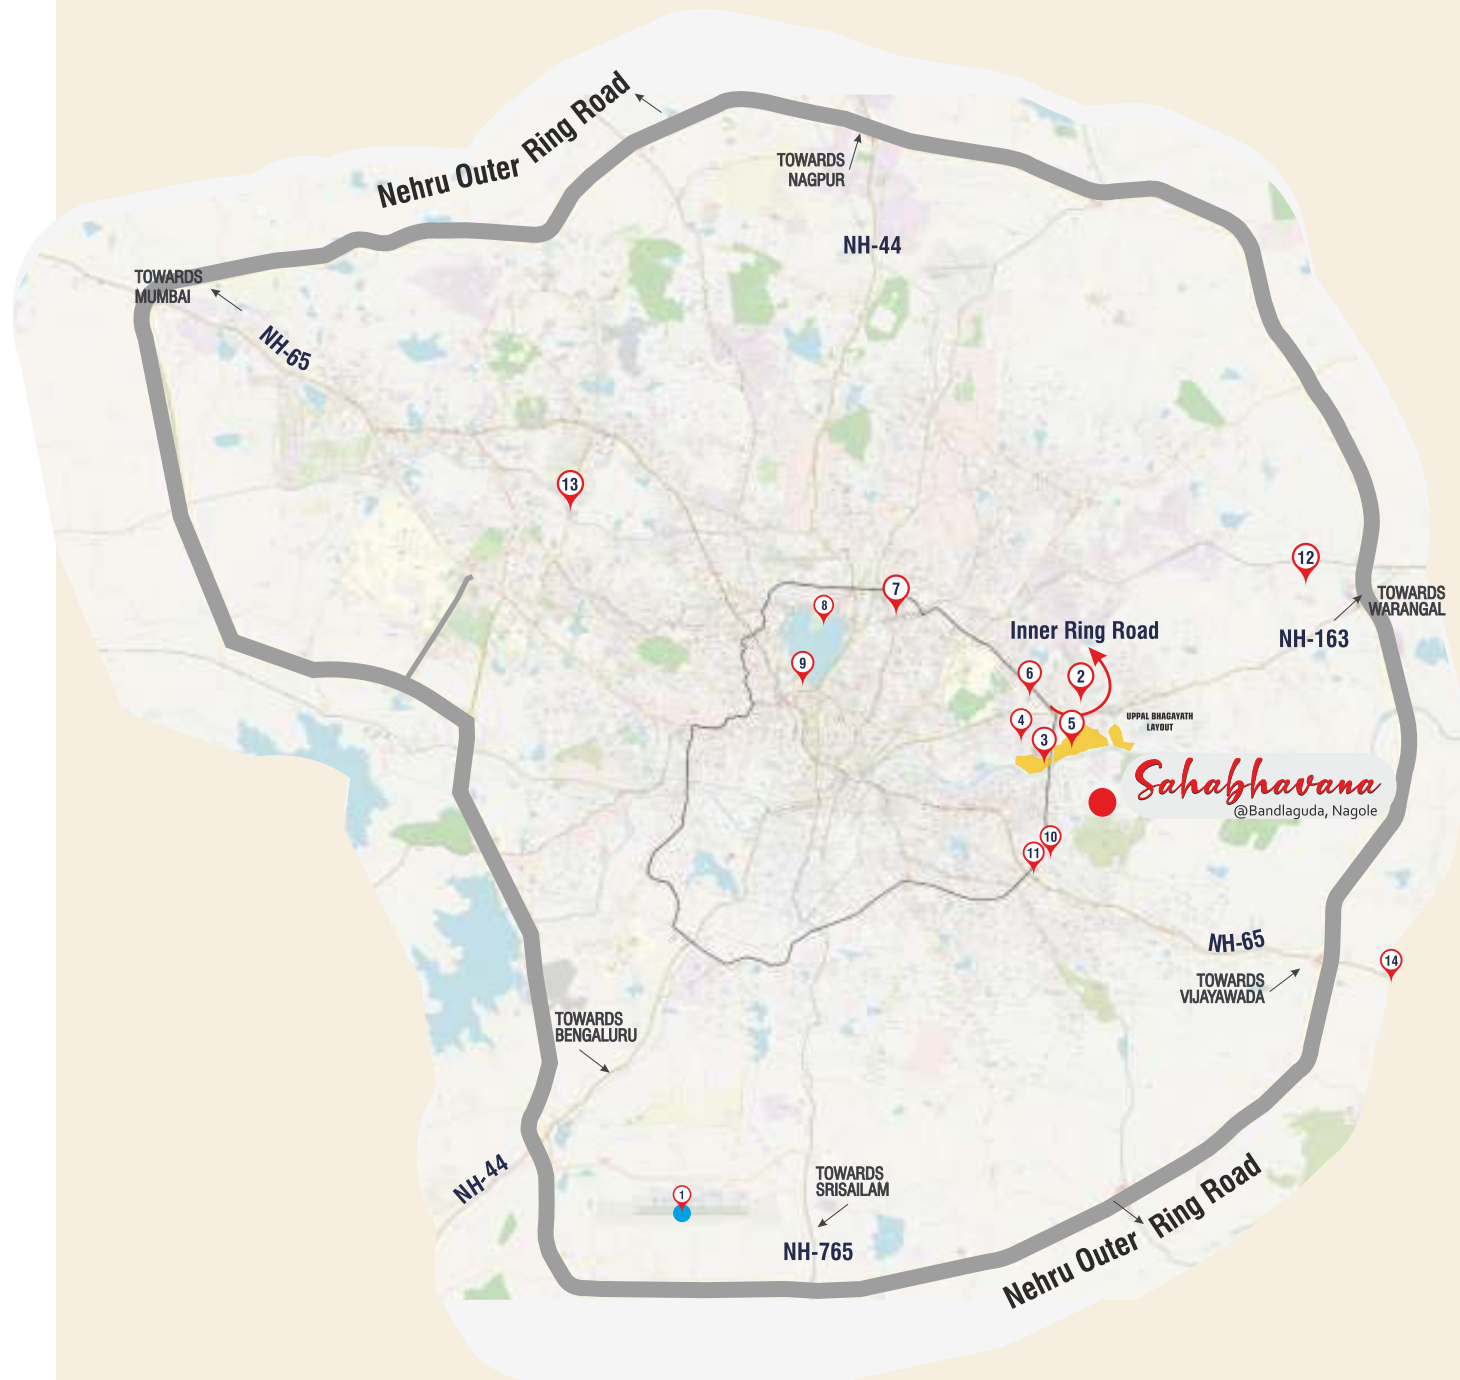 Nehru Outer Ring Road
TOWARDS
NAGPUR
NH-44
TOWARDS
MUMBAI
NH-65
13
12
TOWARDS
WARANGAL
NH-163
7
8
Inner Ring Road
9
6
2
4
5
3
UPPAL BHAGAYATH
LAYOUT
Sahabhavana
@Bandlaguda, Nagole
10
11
NH-65
14
TOWARDS
VIJAYAWADA
TOWARDS
BENGALURU
NH-44
1
TOWARDS
SRISAILAM
NH-765
Nehru Outer Ring Road